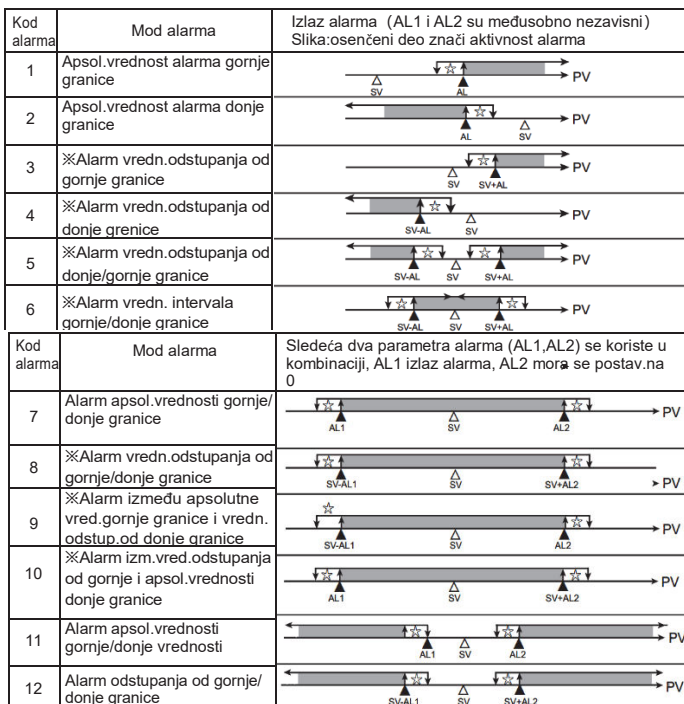 Kod
alarma
Mod alarma
Izlaz alarma (AL1 i AL2 su međusobno nezavisni)
Slika:osenčeni deo znači aktivnost alarma
1
Apsol.vrednost alarma gornje
granice
☆
SV
AL
PV
2
Apsol.vrednost alarma donje
granice
☆
AL
SV
PV
3
※Alarm vredn.odstupanja od
gornje granice
☆
SV
SV+AL
PV
4
※Alarm vredn.odstupanja od
donje grenice
☆
SV-AL
SV
PV
5
※Alarm vredn.odstupanja od
donje/gornje granice
☆ ☆
SV-AL
SV
SV+AL
PV
6
※Alarm vredn. intervala
gornje/donje granice
☆ ☆
SV-AL
SV
SV+AL
PV
Kod
alarma
Mod alarma
Sledeća dva parametra alarma (AL1,AL2) se koriste u
kombinaciji, AL1 izlaz alarma, AL2 mora se postav.na
0
7
Alarm apsol.vrednosti gornje/
donje granice
☆ ☆
AL1
SV
AL2
PV
8
※Alarm vredn.odstupanja od
gornje/donje granice
☆ ☆
SV-AL1
SV
SV+AL2
PV
9
※Alarm između apsolutne
vred.gornje granice i vredn.
odstup.od donje granice
☆ ☆
SV-AL1
SV
AL2
PV
10
※Alarm izm.vred.odstupanja
od gornje i apsol.vrednosti
donje granice
☆ ☆
AL1
SV
SV+AL2
PV
11
Alarm apsol.vrednosti
gornje/donje vrednosti
☆ ☆
AL1
SV
AL2
PV
12
Alarm odstupanja od gornje/
donje granice
☆ ☆
SV-AL1
SV
SV+AL2
PV